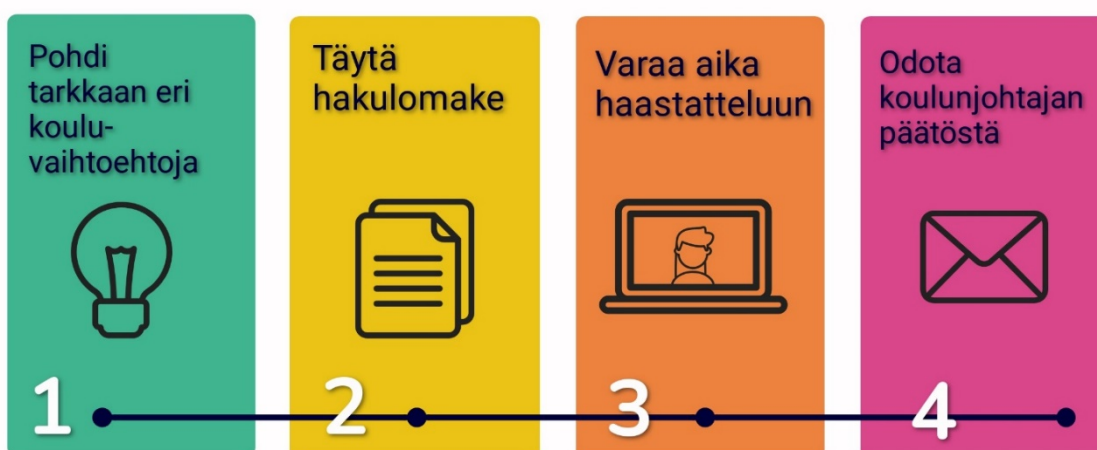 Pohdi
tarkkaan eri
koulu-
vaihtoehtoja
1
Täytä
hakulomake
2
Varaa aika
haastatteluun
3
Odota
koulunjohtajan
päätöstä
4